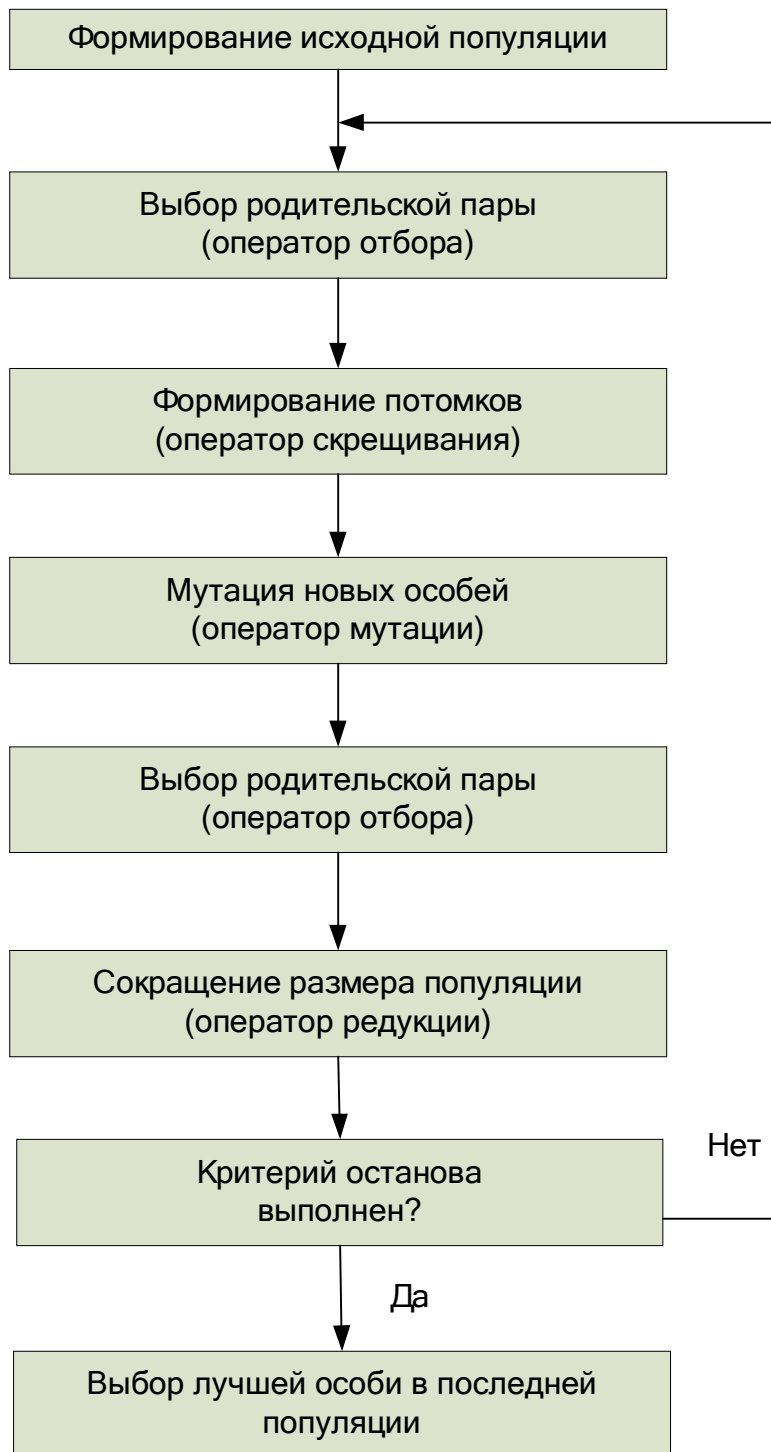 Формирование исходной популяции
Выбор родительской пары
(оператор отбора)
Формирование потомков
(оператор скрещивания)
Мутация новых особей
(оператор мутации)
Выбор родительской пары
(оператор отбора)
Сокращение размера популяции
(оператор редукции)
Критерий останова
выполнен?
Нет
Да
Выбор лучшей особи в последней
популяции